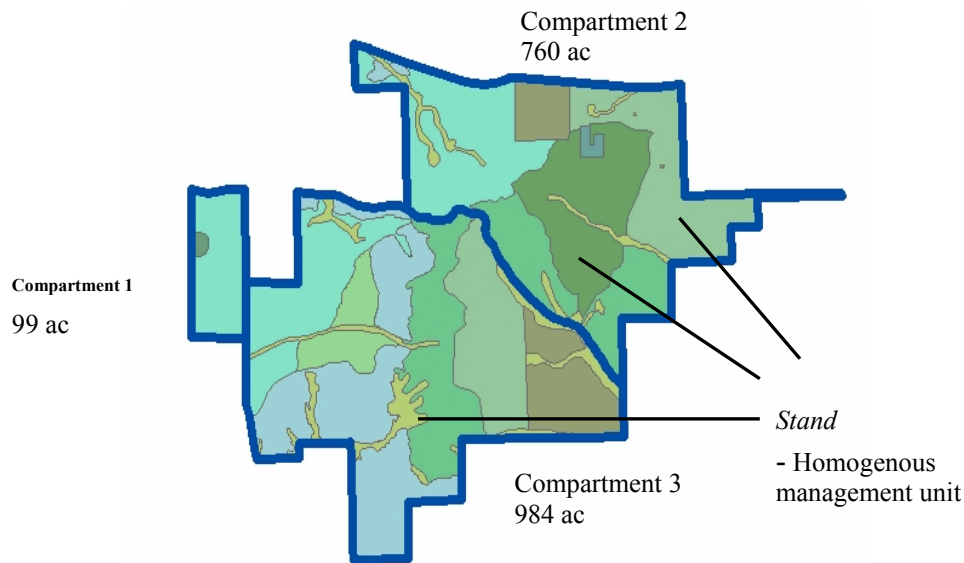 Compartment 2
760 ac
Compartment 1
99 ac
Stand
- Homogenous
management unit
Compartment 3
984 ac